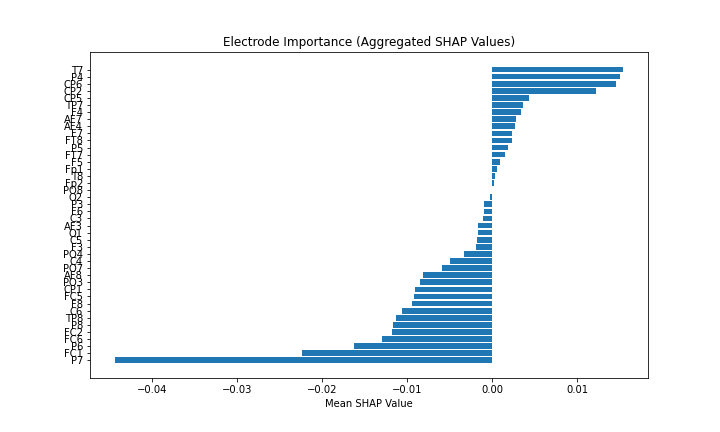 Electrode Importance (Aggregated SHAP Values)
T7
P4
CP6
CP2
CP5
TP7
F4
AF7
AF4
F7
FT8
P5
FT7
F5
Fp1
T8
Fp2
PO8
O2
P3
F6
C3
AF3
O1
C5
F3
PO4
C4
PO7
AF8
PO3
CP1
FC5
F8
C6
TP8
P8
FC2
FC6
P6
FC1
P7
−0.04 −0.03 −0.02 −0.01 0.00 0.01
Mean SHAP Value